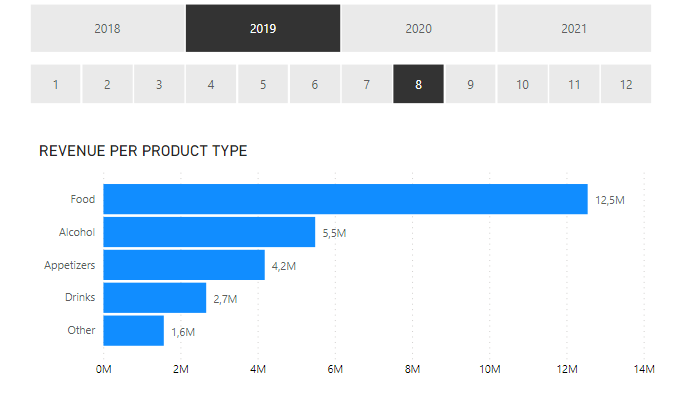 2018 2019 2020 2021
1 2 3 4 5 6 7 8 9 10 11 12
REVENUE PER PRODUCT TYPE
Food 12,5M
Alcohol 5,5M
Appetizers 4,2M
Drinks 2,7M
Other 1,6M
0M 2M 4M 6M 8M 10M 12M 14M